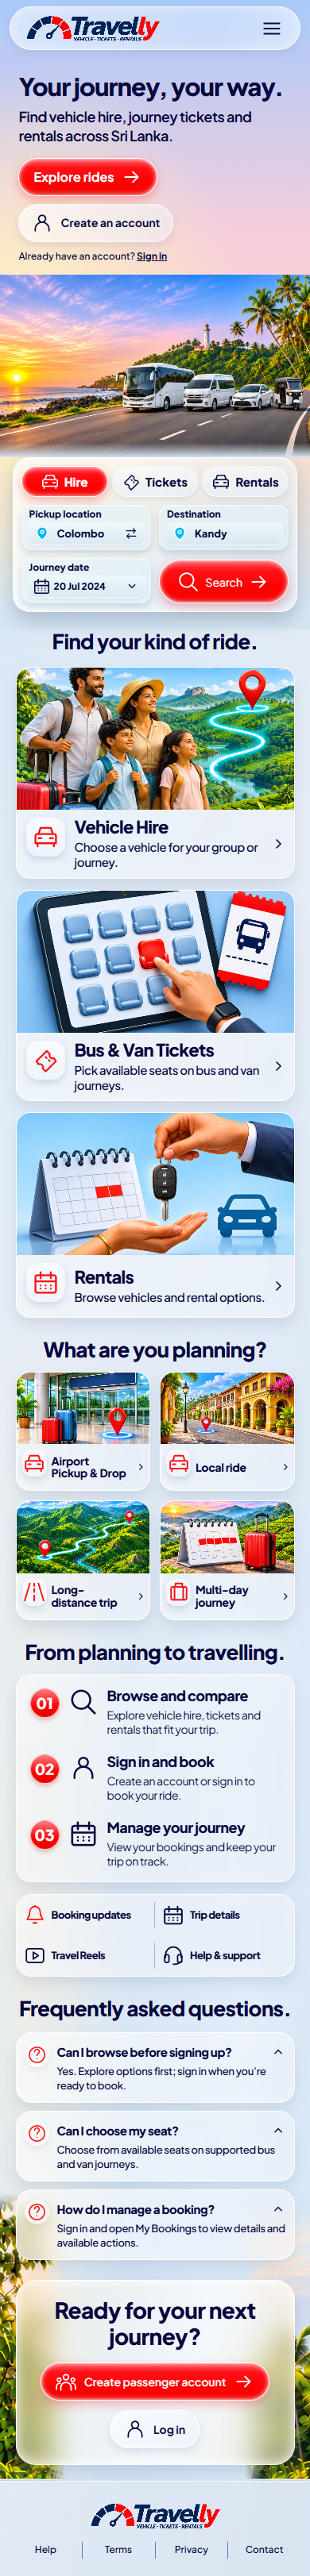 Travelly
VEHICLE · TICKETS · RENTALS
Your journey, your way.
Find vehicle hire, journey tickets and
rentals across Sri Lanka.
Explore rides
Create an account
Already have an account? Sign in
Hire
Tickets
Rentals
Pickup location
Colombo
Destination
Kandy
Journey date
20 Jul 2024
Search
Find your kind of ride.
Vehicle Hire
Choose a vehicle for your group or
journey.
Bus & Van Tickets
Pick available seats on bus and van
journeys.
Rentals
Browse vehicles and rental options.
What are you planning?
Airport
Pickup & Drop
Local ride
Long-
distance trip
Multi-day
journey
From planning to travelling.
01
Browse and compare
Explore vehicle hire, tickets and
rentals that fit your trip.
02
Sign in and book
Create an account or sign in to
book your ride.
03
Manage your journey
View your bookings and keep your
trip on track.
Booking updates
Trip details
Travel Reels
Help & support
Frequently asked questions.
Can I browse before signing up?
Yes. Explore options first; sign in when you're
ready to book.
Can I choose my seat?
Choose from available seats on supported bus
and van journeys.
How do I manage a booking?
Sign in and open My Bookings to view details and
available actions.
Ready for your next
journey?
Create passenger account
Log in
Travelly
VEHICLE · TICKETS · RENTALS
Help
Terms
Privacy
Contact